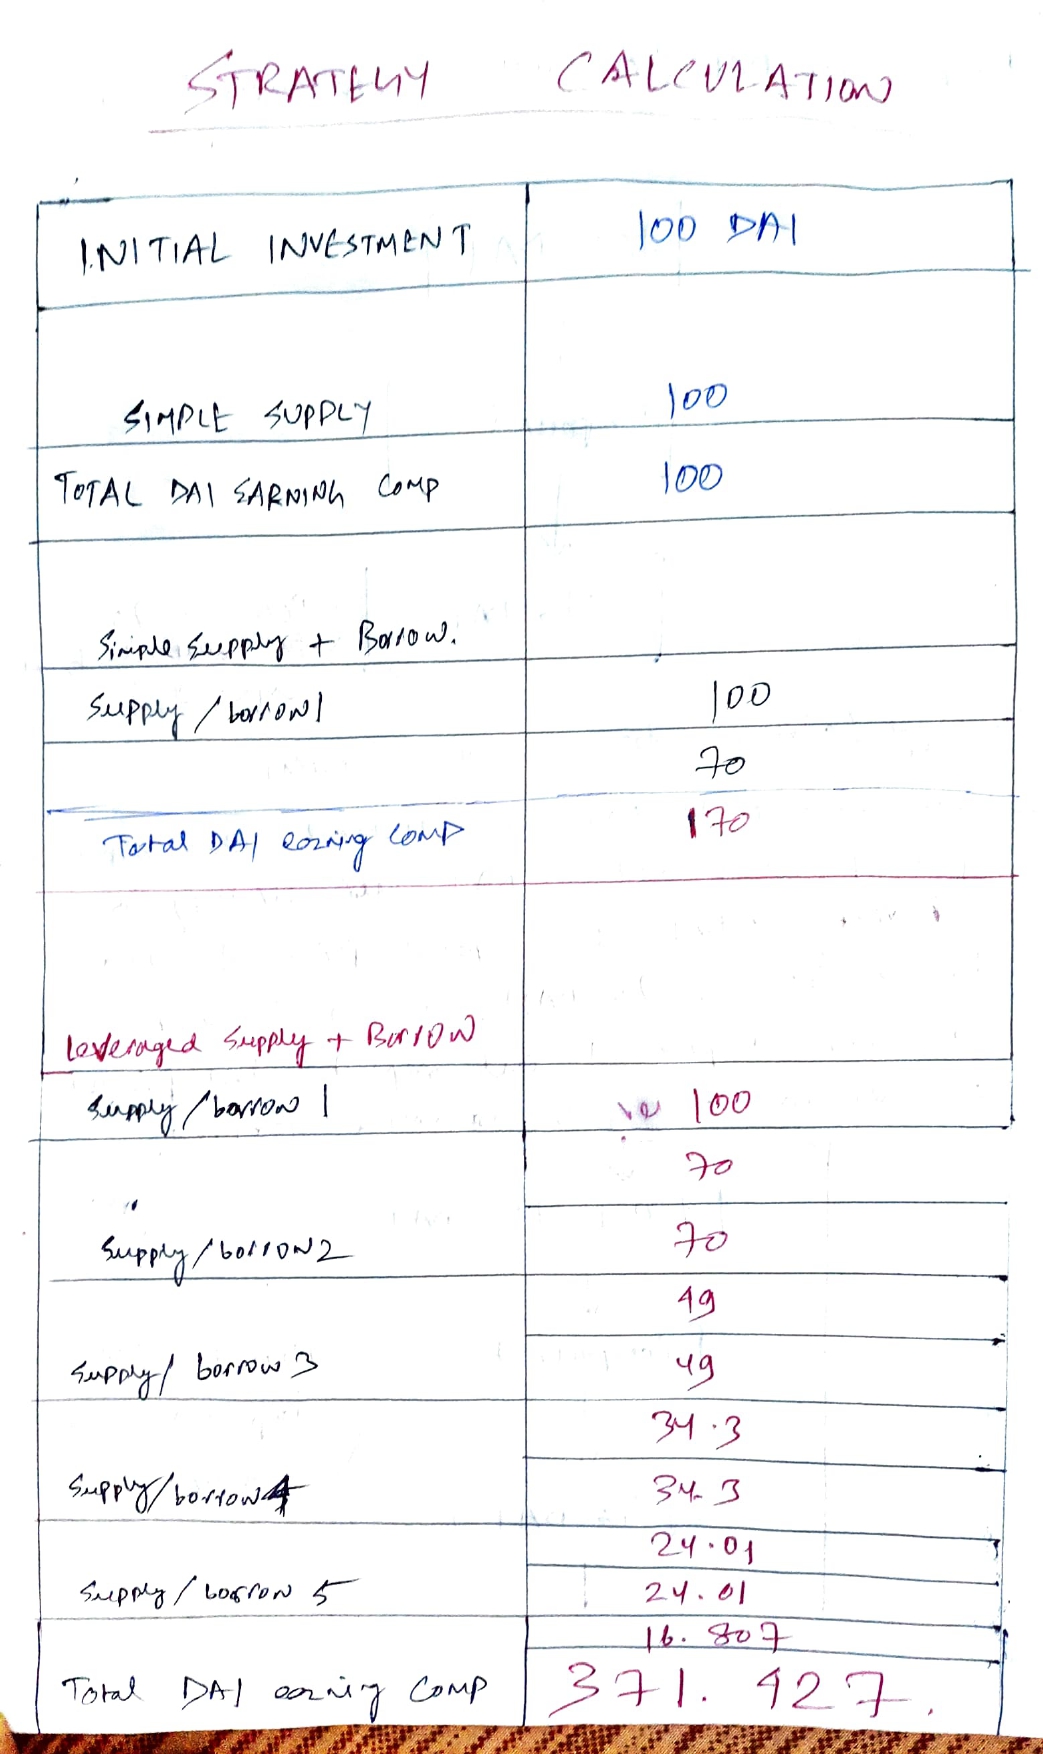 STRATEGY CALCULATION
INITIAL INVESTMENT 100 DAI
SIMPLE SUPPLY 100
TOTAL DAI EARNING COMP 100
Simple Supply + Borrow.
Supply / borrow 1 100
70
Total DAI earning COMP 170
Leveraged Supply + Borrow
Supply / borrow 1 100
70
Supply / borrow 2 70
49
Supply / borrow 3 49
34.3
Supply / borrow 4 34.3
24.01
Supply / borrow 5 24.01
16.807
Total DAI earning COMP 371.427.